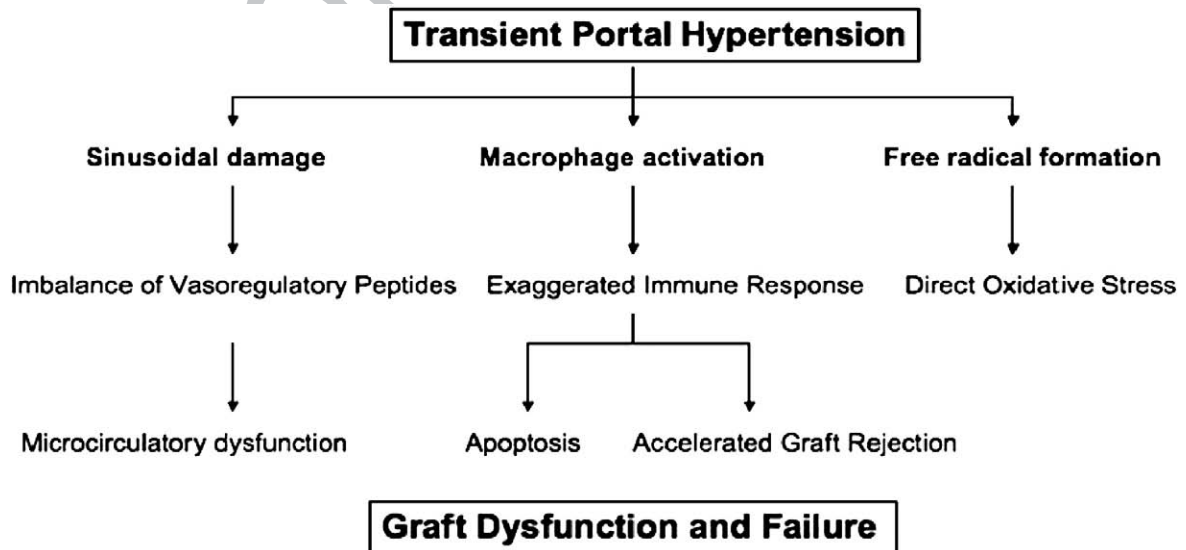 Transient Portal Hypertension
Sinusoidal damage
Macrophage activation
Free radical formation
Imbalance of Vasoregulatory Peptides
Exaggerated Immune Response
Direct Oxidative Stress
Microcirculatory dysfunction
Apoptosis
Accelerated Graft Rejection
Graft Dysfunction and Failure